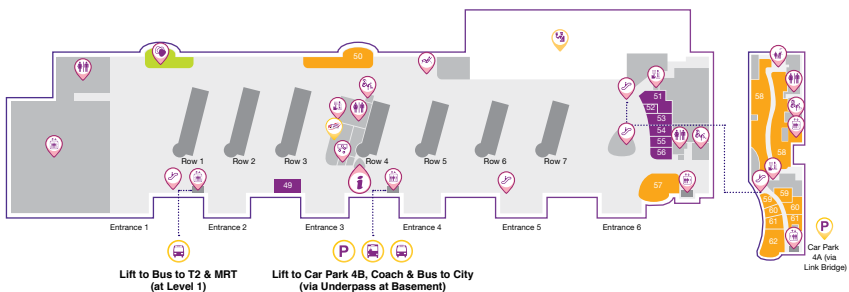 50
51
52
53
54
55
56
58
58
Row 1
Row 2
Row 3
Row 4
Row 5
Row 6
Row 7
49
57
59
59
60
60
61
61
62
Entrance 1
Entrance 2
Entrance 3
Entrance 4
Entrance 5
Entrance 6
P
P
Car Park
4A (via
Link Bridge)
Lift to Bus to T2 & MRT
(at Level 1)
Lift to Car Park 4B, Coach & Bus to City
(via Underpass at Basement)